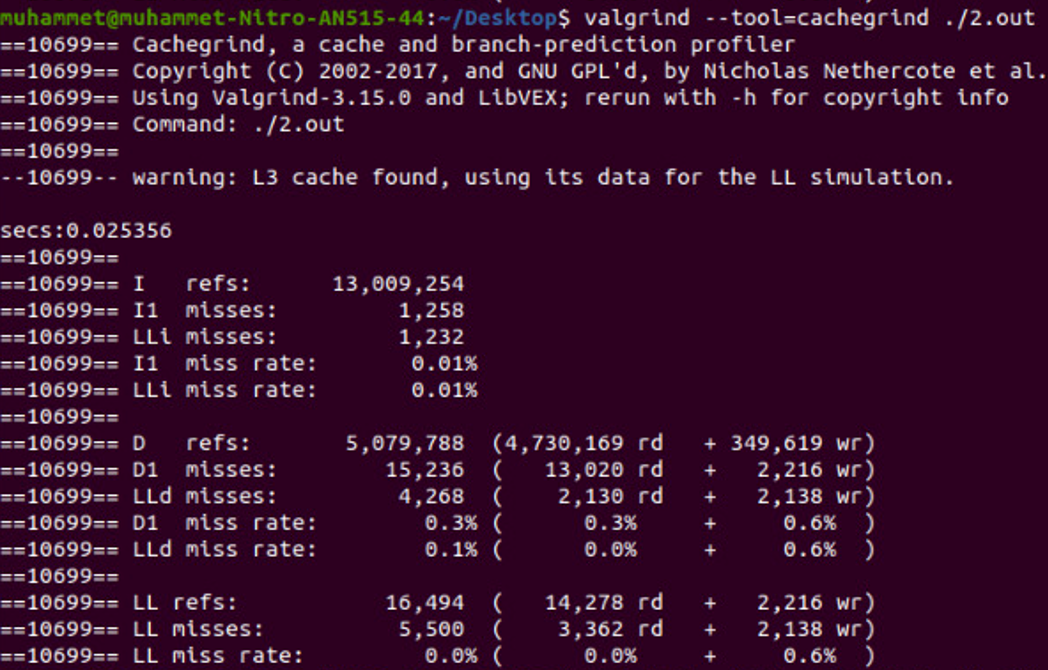 muhammet@muhammet-Nitro-AN515-44:~/Desktop$ valgrind --tool=cachegrind ./2.out
==10699== Cachegrind, a cache and branch-prediction profiler
==10699== Copyright (C) 2002-2017, and GNU GPL'd, by Nicholas Nethercote et al.
==10699== Using Valgrind-3.15.0 and LibVEX; rerun with -h for copyright info
==10699== Command: ./2.out
==10699==
--10699-- warning: L3 cache found, using its data for the LL simulation.
secs:0.025356
==10699==
==10699== I   refs:      13,009,254
==10699== I1  misses:         1,258
==10699== LLi misses:         1,232
==10699== I1  miss rate:       0.01%
==10699== LLi miss rate:       0.01%
==10699==
==10699== D   refs:       5,079,788  (4,730,169 rd   + 349,619 wr)
==10699== D1  misses:        15,236  (   13,020 rd   +   2,216 wr)
==10699== LLd misses:         4,268  (    2,130 rd   +   2,138 wr)
==10699== D1  miss rate:        0.3% (      0.3%     +     0.6%  )
==10699== LLd miss rate:        0.1% (      0.0%     +     0.6%  )
==10699==
==10699== LL refs:           16,494  (   14,278 rd   +   2,216 wr)
==10699== LL misses:          5,500  (    3,362 rd   +   2,138 wr)
==10699== LL miss rate:         0.0% (      0.0%     +     0.6%  )